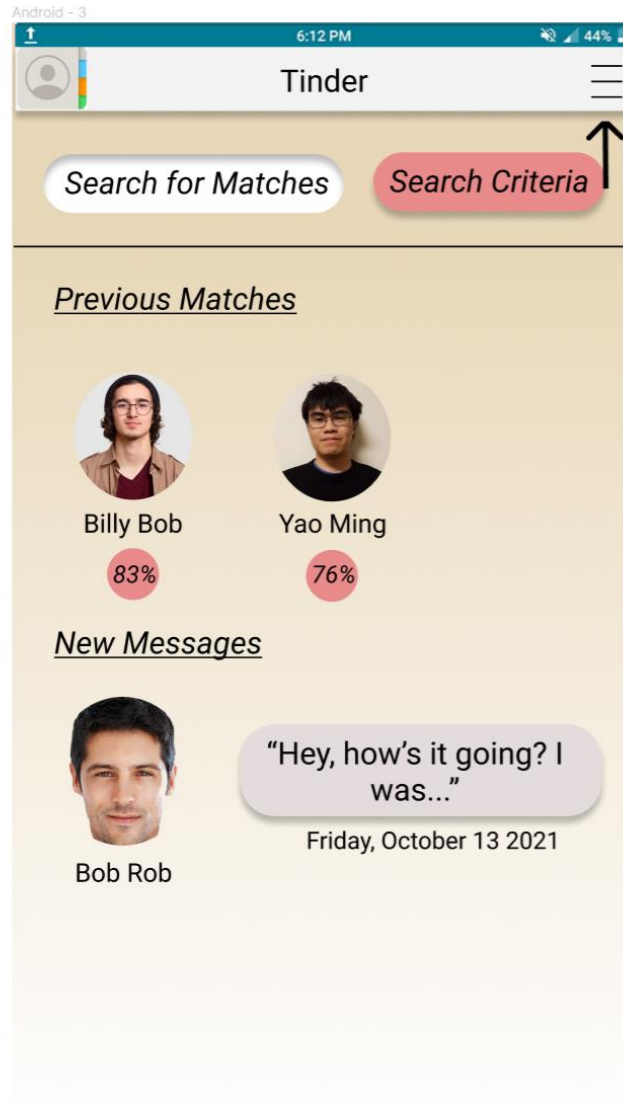 Android - 3
6:12 PM
44%
Tinder
Search for Matches
Search Criteria
Previous Matches
Billy Bob
Yao Ming
83%
76%
New Messages
“Hey, how’s it going? I
was...”
Friday, October 13 2021
Bob Rob